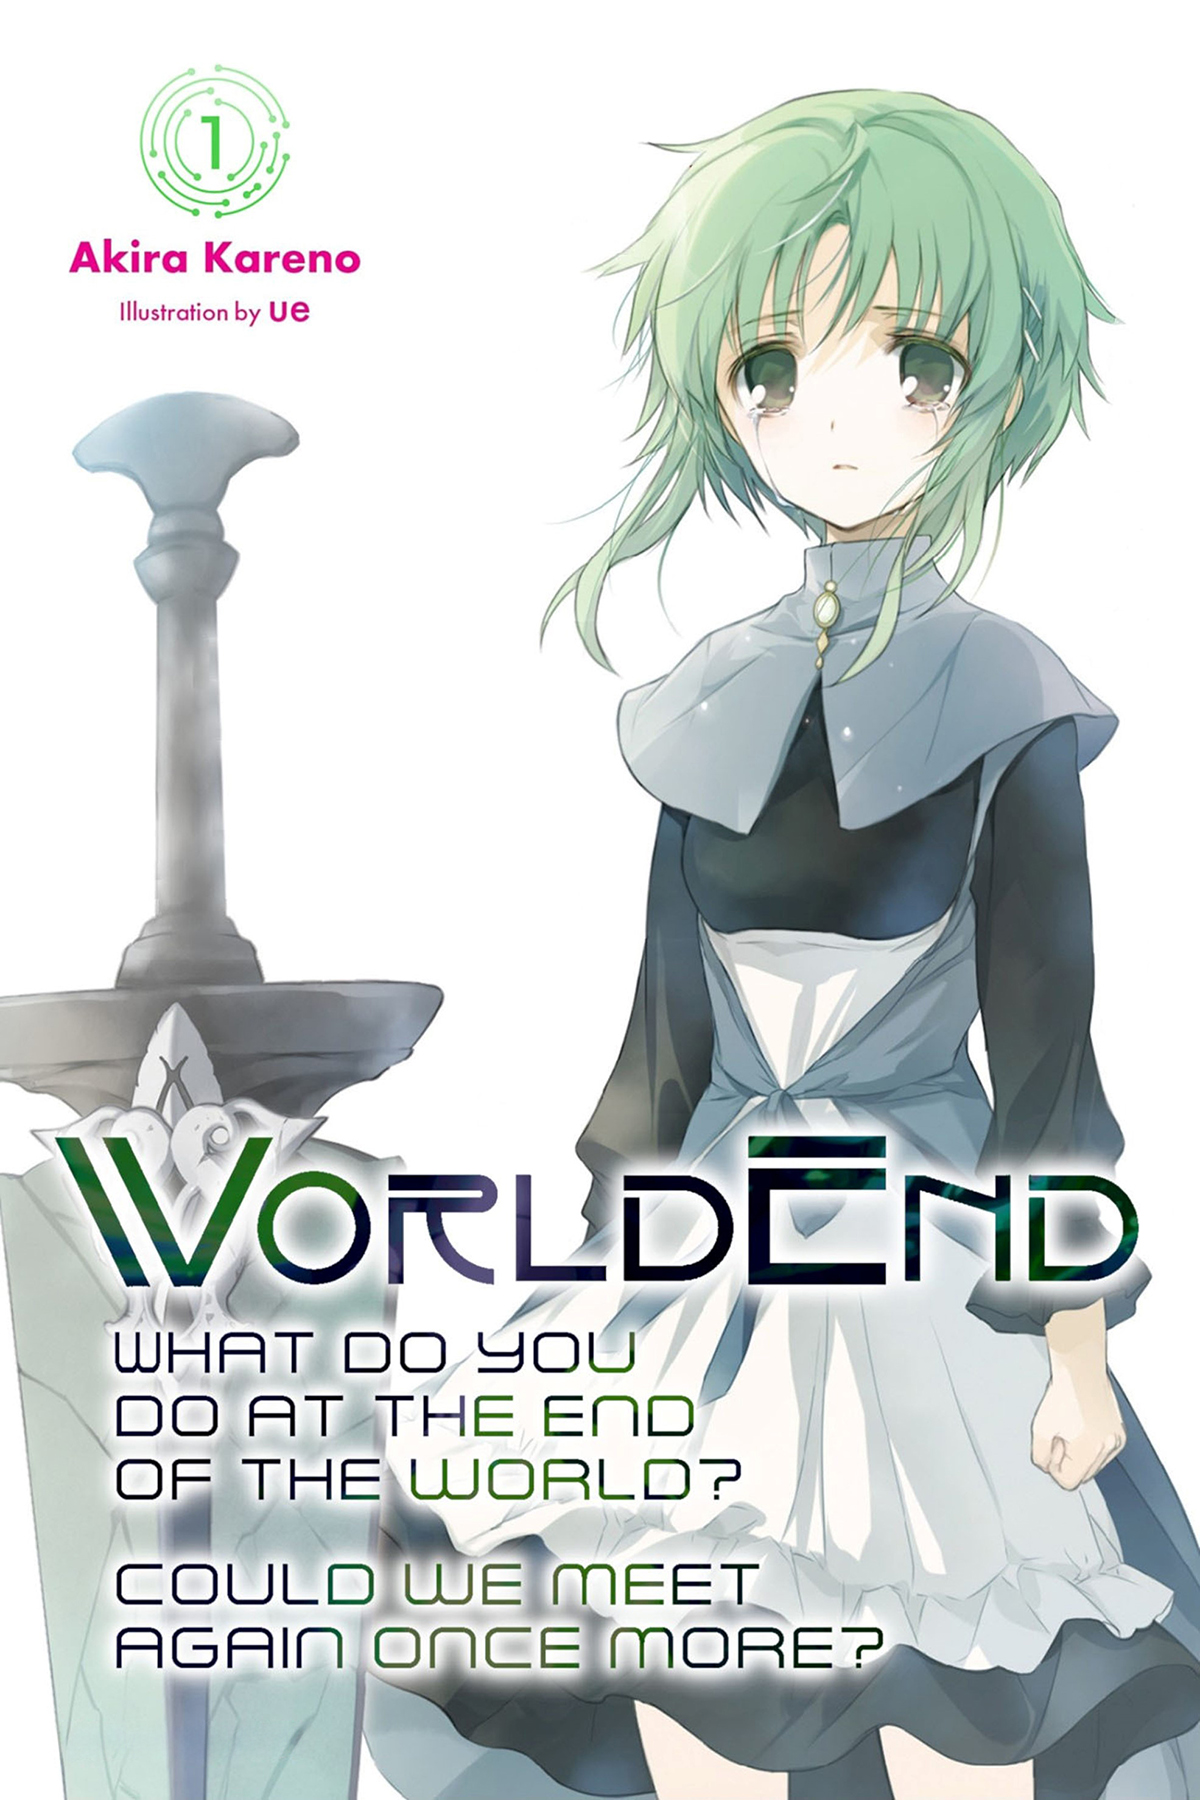 1
Akira Kareno
Illustration by ue
WORLDEND
WHAT DO YOU
DO AT THE END
OF THE WORLD?
COULD WE MEET
AGAIN ONCE MORE?